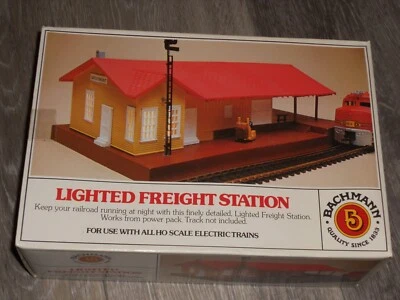 LIGHTED FREIGHT STATION
Keep your railroad running at night with this finely detailed. Lighted Freight Station.
Works from power pack. Track not included.
FOR USE WITH ALL HO SCALE ELECTRIC TRAINS
BACHMANN
B
QUALITY SINCE 1833